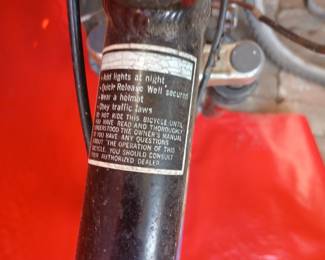 •Add lights at night
•Quick Release Well secured
•Wear a helmat
•Obey traffic laws
DO NOT RIDE THIS BICYCLE UNTIL
YOU HAVE READ AND THOROUGHLY
UNDERSTOOD THE OWNER'S MANUAL
IF YOU HAVE ANY QUESTIONS
ABOUT THE OPERATION OF THIS
BICYCLE, YOU SHOULD CONSULT
YOUR AUTHORIZED DEALER.